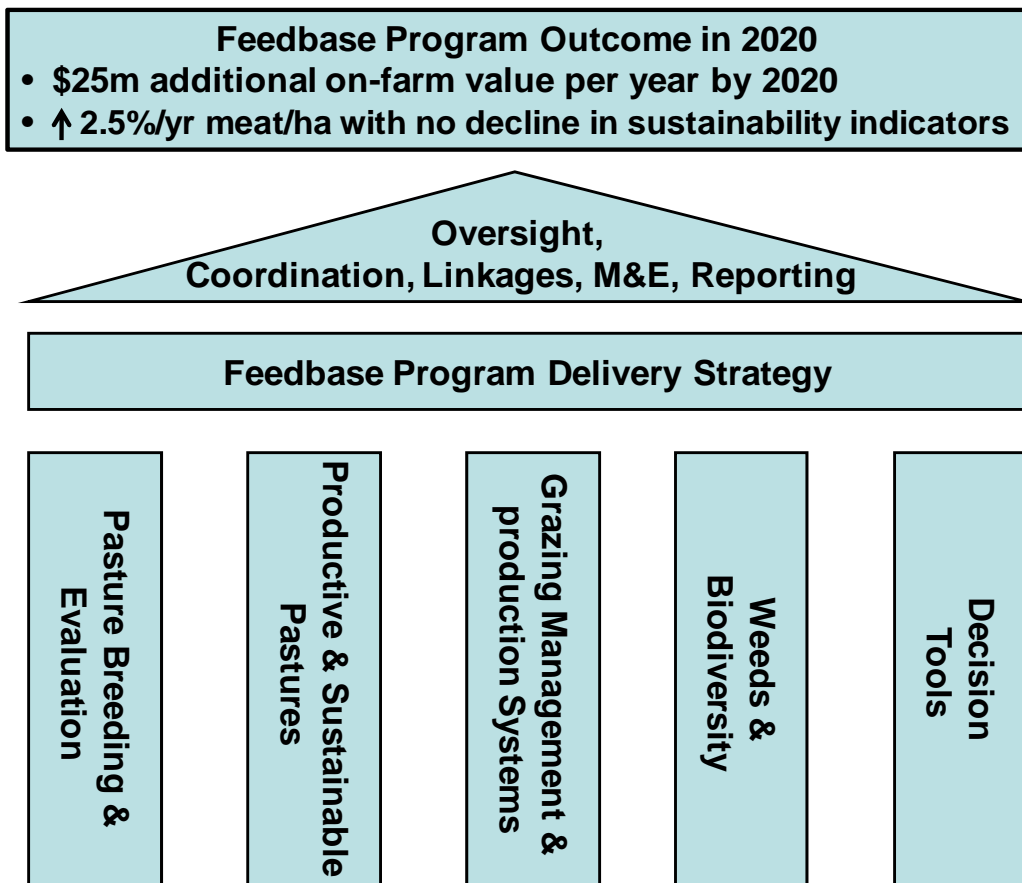 Feedbase Program Outcome in 2020
• $25m additional on-farm value per year by 2020
• ↑ 2.5%/yr meat/ha with no decline in sustainability indicators
Oversight,
Coordination, Linkages, M&E, Reporting
Feedbase Program Delivery Strategy
Pasture Breeding &
Evaluation
Productive & Sustainable
Pastures
Grazing Management &
production Systems
Weeds &
Biodiversity
Decision
Tools